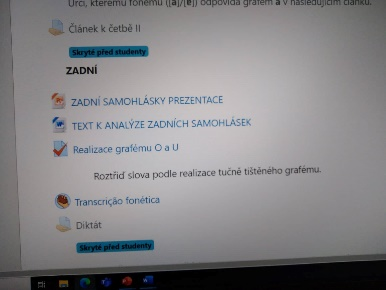 Urči, kterému fonému ([a]/[ɐ]) odpovídá grafém a v následujícím článku.
Článek k četbě II
Skryté před studenty
ZADNÍ
ZADNÍ SAMOHLÁSKY PREZENTACE
TEXT K ANALÝZE ZADNÍCH SAMOHLÁSEK
Realizace grafému O a U
Roztřiď slova podle realizace tučně tištěného grafému.
Transcrição fonética
Diktát
Skryté před studenty